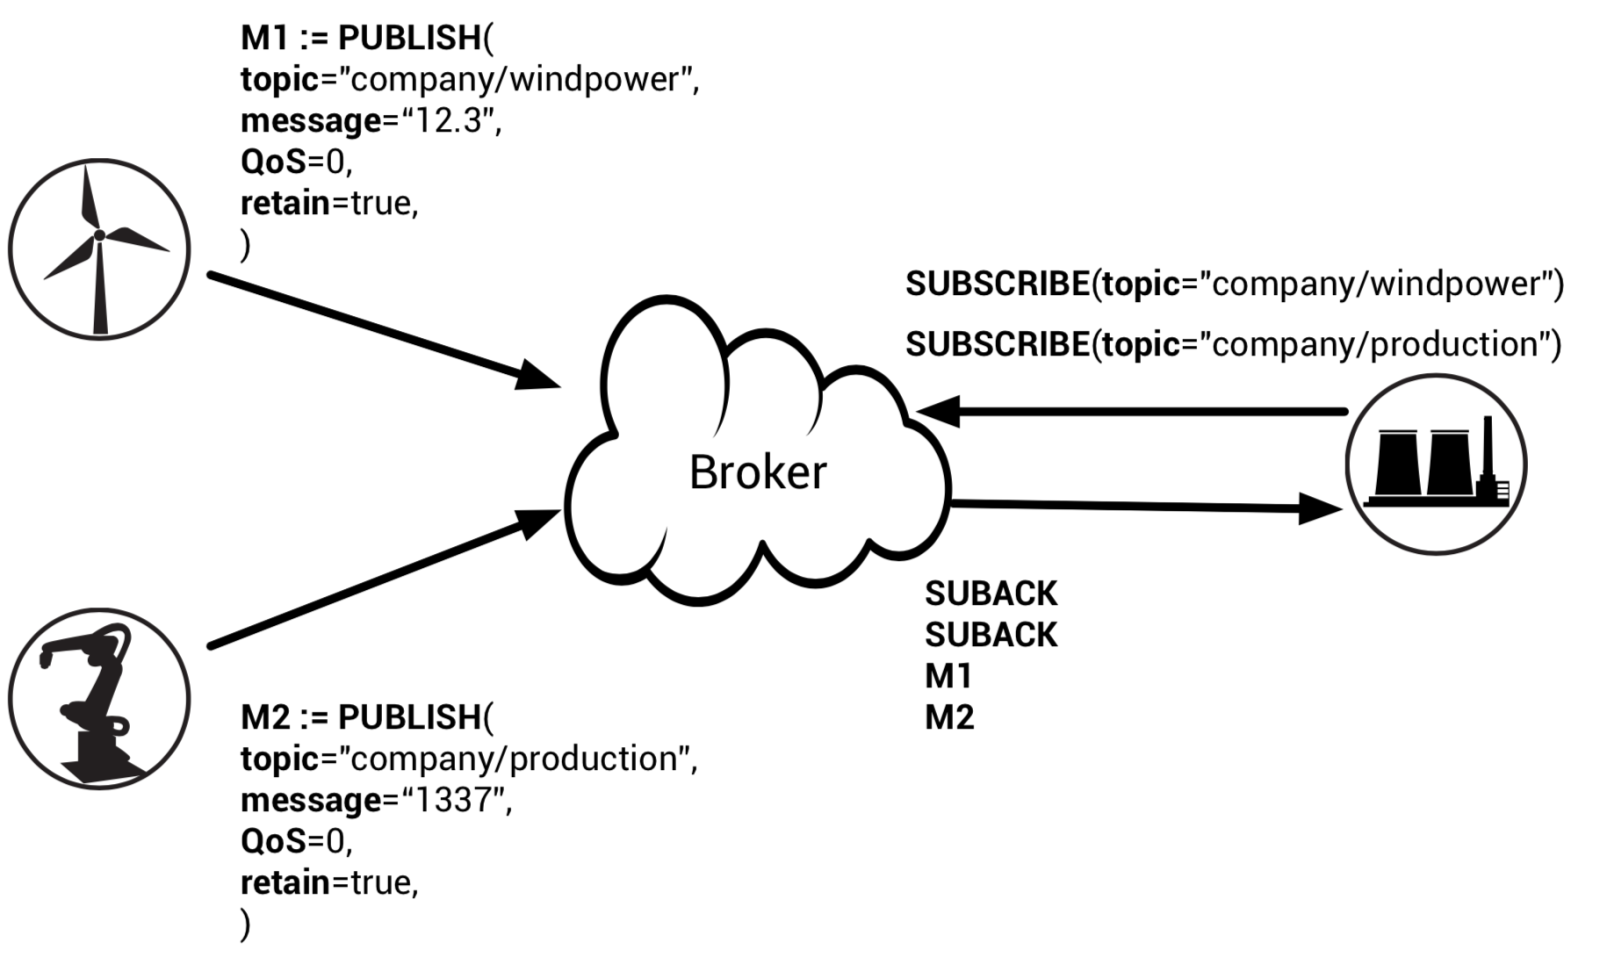 M1 := PUBLISH(
topic="company/windpower",
message=“12.3”,
QoS=0,
retain=true,
)
SUBSCRIBE(topic="company/windpower")
SUBSCRIBE(topic="company/production")
Broker
SUBACK
SUBACK
M1
M2
M2 := PUBLISH(
topic="company/production",
message=“1337”,
QoS=0,
retain=true,
)